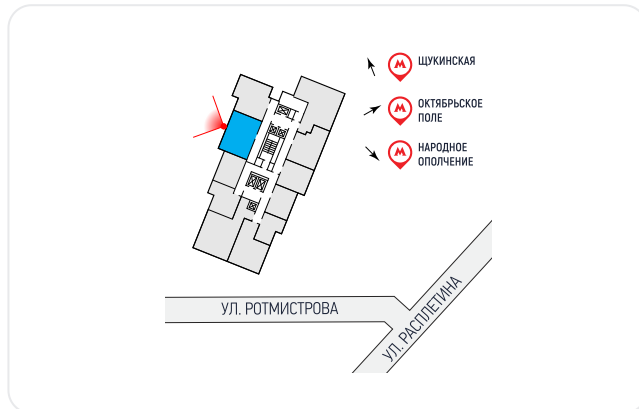 ЩУКИНСКАЯ
ОКТЯБРЬСКОЕ
ПОЛЕ
НАРОДНОЕ
ОПОЛЧЕНИЕ
УЛ. РОТМИСТРОВА
УЛ. РАСПЛЕТИНА